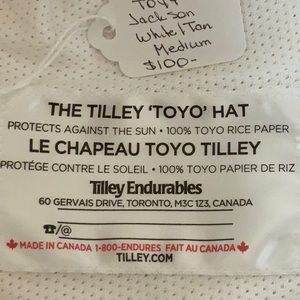 Toyo
Jackson
White/Tan
Medium
$100-
THE TILLEY 'TOYO' HAT
PROTECTS AGAINST THE SUN • 100% TOYO RICE PAPER
LE CHAPEAU TOYO TILLEY
PROTÉGE CONTRE LE SOLEIL • 100% TOYO PAPIER DE RIZ
Tilley Endurables
60 GERVAIS DRIVE, TORONTO, M3C 1Z3, CANADA
☎/@
MADE IN CANADA 1-800-ENDURES FAIT AU CANADA
TILLEY.COM